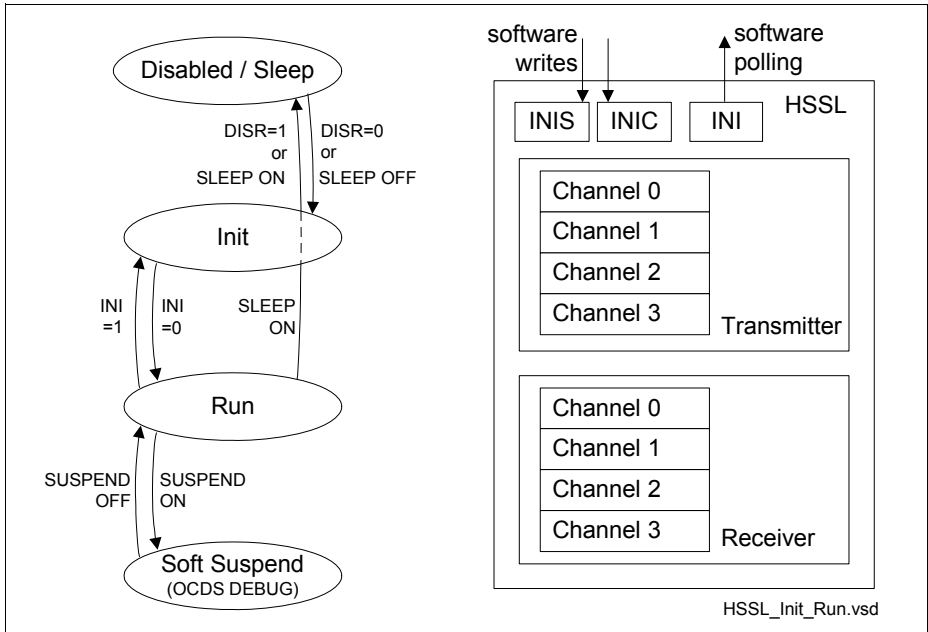 Disabled / Sleep
DISR=1
or
SLEEP ON
DISR=0
or
SLEEP OFF
Init
INI
=1
INI
=0
SLEEP
ON
Run
SUSPEND
OFF
SUSPEND
ON
Soft Suspend
(OCDS DEBUG)
software
writes
software
polling
HSSL
INIS
INIC
INI
Channel 0
Channel 1
Channel 2
Channel 3
Transmitter
Channel 0
Channel 1
Channel 2
Channel 3
Receiver
HSSL_Init_Run.vsd